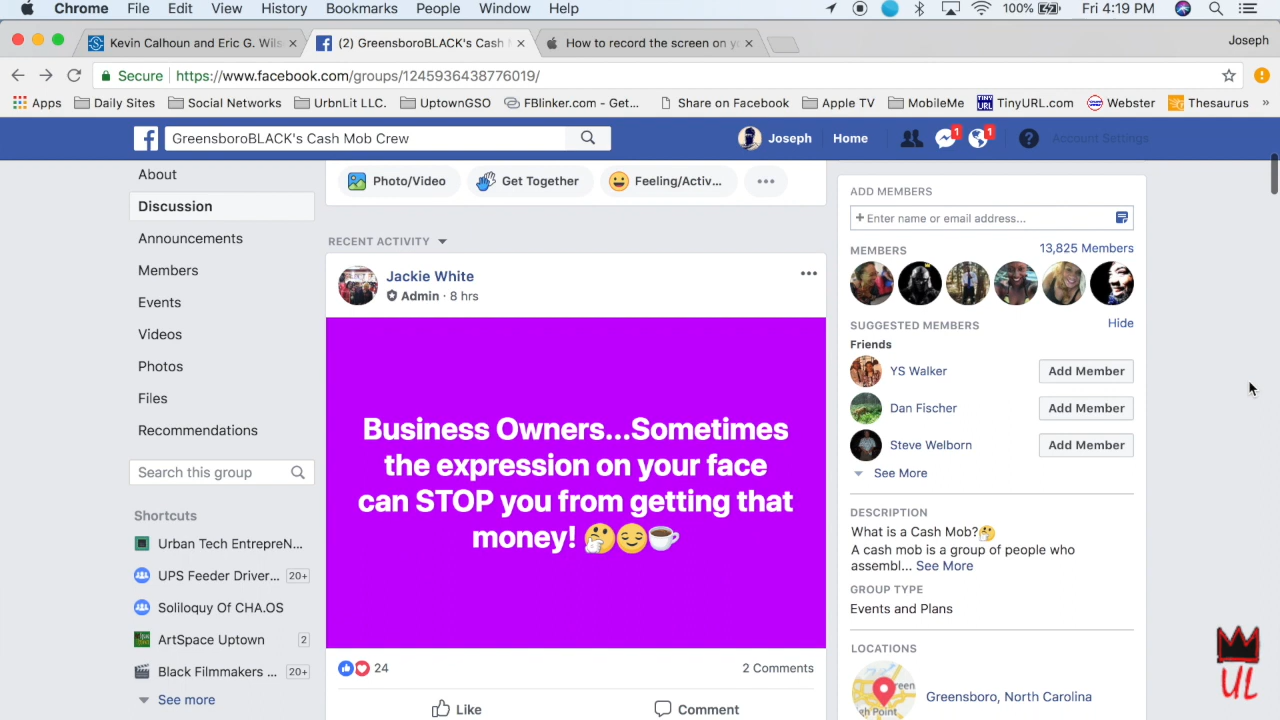 Chrome File Edit View History Bookmarks People Window Help 100% Fri 4:19 PM
Kevin Calhoun and Eric G. Wils (2) GreensboroBLACK's Cash M How to record the screen on yo Joseph
Secure https://www.facebook.com/groups/1245936438776019/
Apps Daily Sites Social Networks UrbnLit LLC. UptownGSO FBlinker.com - Get... Share on Facebook Apple TV MobileMe TinyURL.com Webster Thesaurus »
GreensboroBLACK's Cash Mob Crew Joseph Home 1 1 Account Settings
About
Discussion
Announcements
Members
Events
Videos
Photos
Files
Recommendations
Search this group
Shortcuts
Urban Tech EntrepreN...
UPS Feeder Driver... 20+
Soliloquy Of CHA.OS
ArtSpace Uptown 2
Black Filmmakers ... 20+
See more
Photo/Video Get Together Feeling/Activ...
RECENT ACTIVITY
Jackie White
Admin · 8 hrs
Business Owners...Sometimes
the expression on your face
can STOP you from getting that
money! 🤔😏☕
24 2 Comments
Like Comment
ADD MEMBERS
+ Enter name or email address...
MEMBERS 13,825 Members
SUGGESTED MEMBERS Hide
Friends
YS Walker Add Member
Dan Fischer Add Member
Steve Welborn Add Member
See More
DESCRIPTION
What is a Cash Mob?🤔
A cash mob is a group of people who
assembl... See More
GROUP TYPE
Events and Plans
LOCATIONS
Greensboro, North Carolina
UL